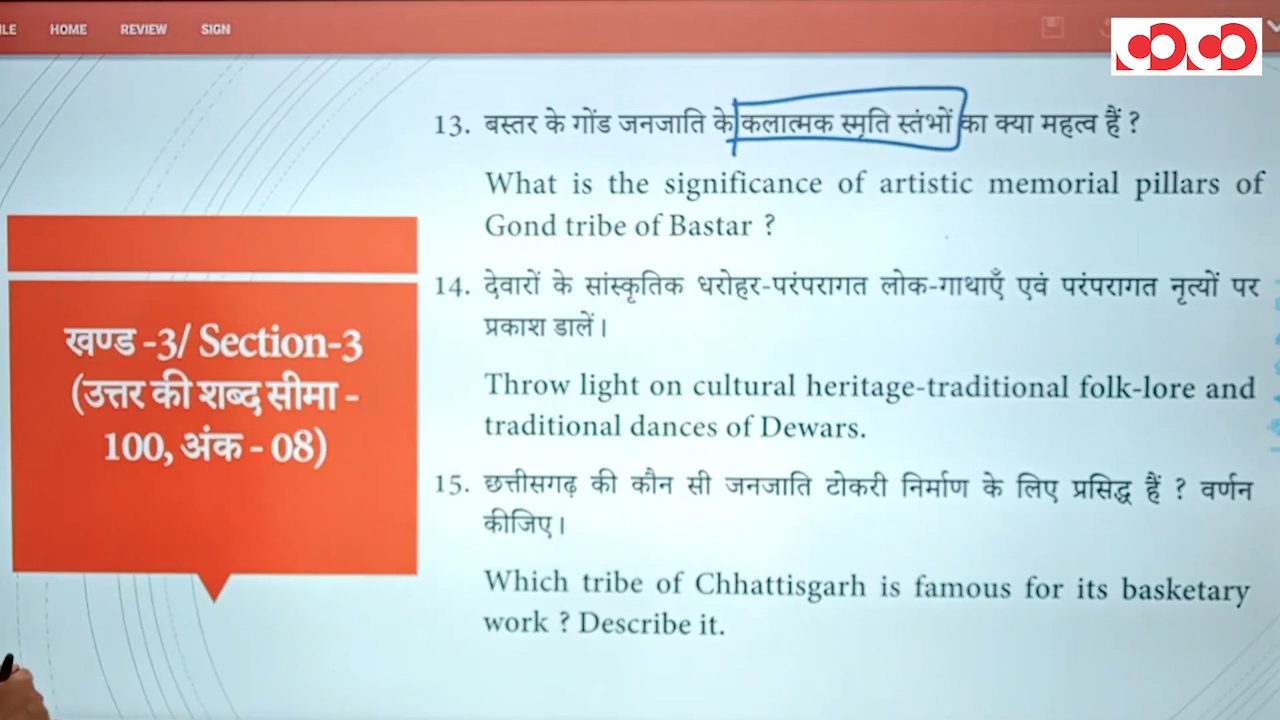 HOME REVIEW SIGN
13. बस्तर के गोंड जनजाति के कलात्मक स्मृति स्तंभों का क्या महत्व हैं ?
What is the significance of artistic memorial pillars of
Gond tribe of Bastar ?
14. देवारों के सांस्कृतिक धरोहर-परंपरागत लोक-गाथाएँ एवं परंपरागत नृत्यों पर
प्रकाश डालें।
Throw light on cultural heritage-traditional folk-lore and
traditional dances of Dewars.
15. छत्तीसगढ़ की कौन सी जनजाति टोकरी निर्माण के लिए प्रसिद्ध हैं ? वर्णन
कीजिए।
Which tribe of Chhattisgarh is famous for its basketary
work ? Describe it.
खण्ड -3/ Section-3
(उत्तर की शब्द सीमा -
100, अंक - 08)